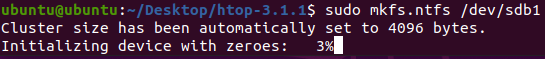 ubuntu@ubuntu:~/Desktop/htop-3.1.1$ sudo mkfs.ntfs /dev/sdb1
Cluster size has been automatically set to 4096 bytes.
Initializing device with zeroes:   3%